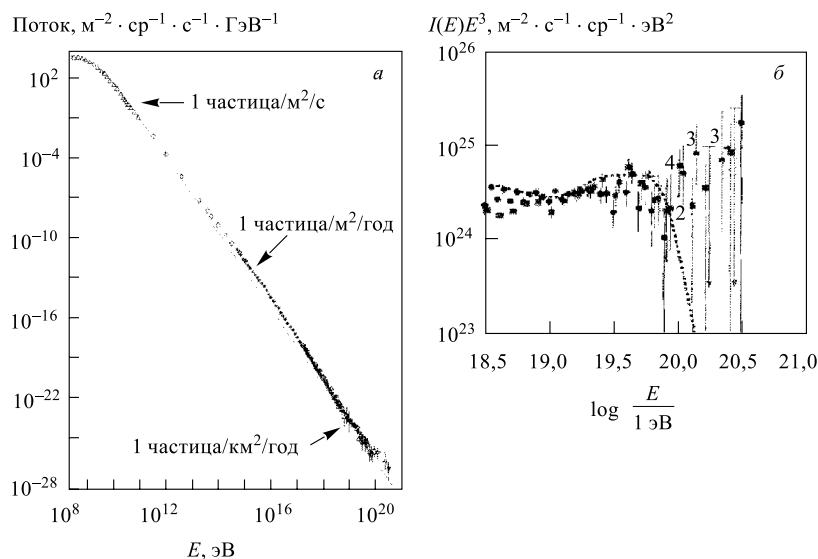 Поток, м⁻² · ср⁻¹ · с⁻¹ · ГэВ⁻¹
а
10²
1 частица/м²/с
10⁻⁴
1 частица/м²/год
10⁻¹⁰
10⁻¹⁶
10⁻²²
1 частица/км²/год
10⁻²⁸
10⁸ 10¹² 10¹⁶ 10²⁰
E, эВ
I(E)E³, м⁻² · с⁻¹ · ср⁻¹ · эВ²
10²⁶
б
10²⁵
3 3
4
2
10²⁴
10²³
18,5 19,0 19,5 20,0 20,5 21,0
log E
1 эВ